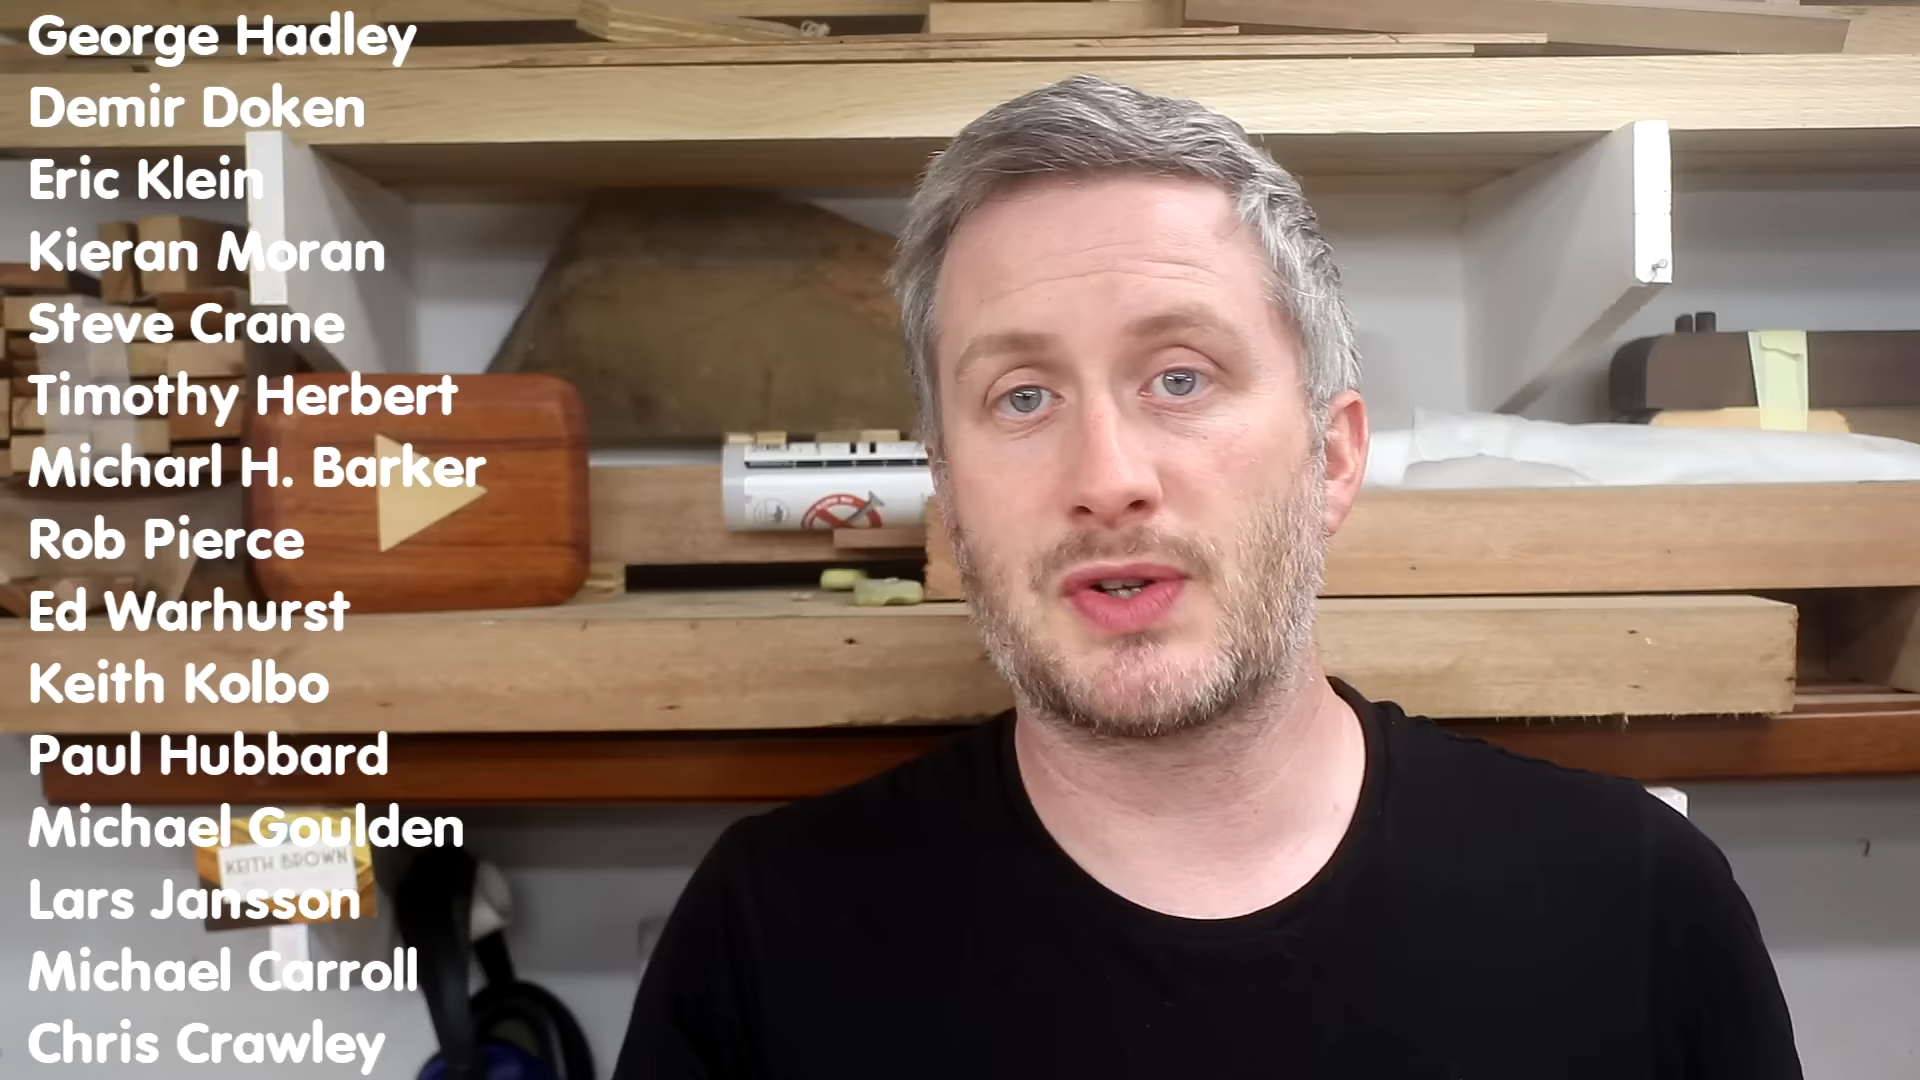 George Hadley
Demir Doken
Eric Klein
Kieran Moran
Steve Crane
Timothy Herbert
Micharl H. Barker
Rob Pierce
Ed Warhurst
Keith Kolbo
Paul Hubbard
Michael Goulden
KEITH BROWN
Lars Jansson
Michael Carroll
Chris Crawley